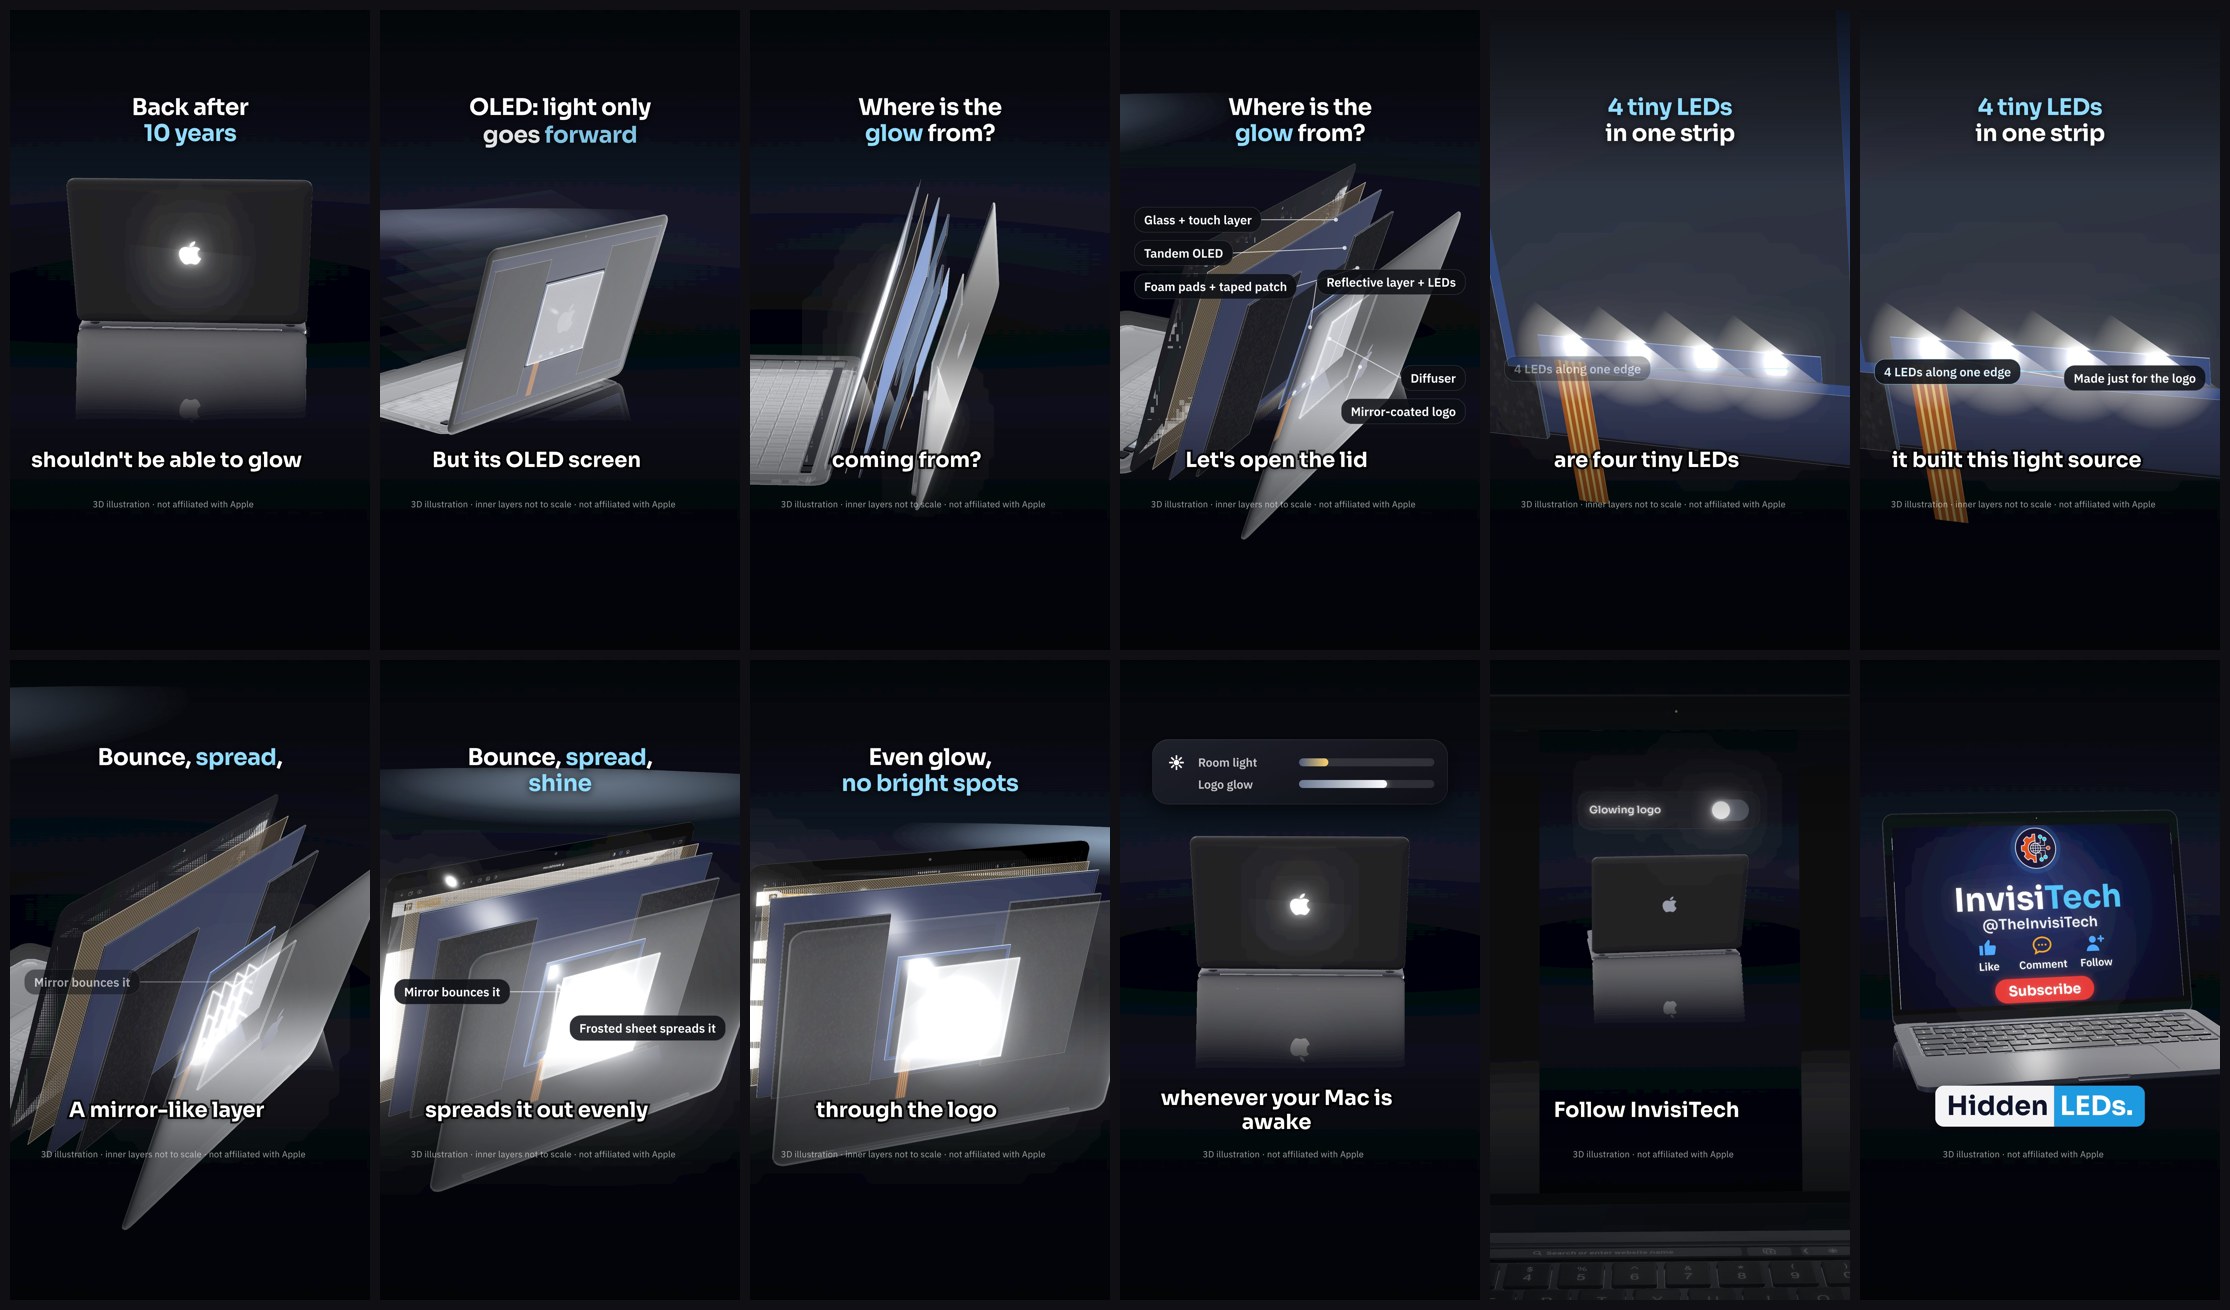 Back after
10 years
shouldn't be able to glow
3D illustration · not affiliated with Apple
OLED: light only
goes forward
But its OLED screen
3D illustration · inner layers not to scale · not affiliated with Apple
Where is the
glow from?
coming from?
3D illustration · inner layers not to scale · not affiliated with Apple
Where is the
glow from?
Glass + touch layer
Tandem OLED
Foam pads + taped patch
Reflective layer + LEDs
Diffuser
Mirror-coated logo
Let's open the lid
3D illustration · inner layers not to scale · not affiliated with Apple
4 tiny LEDs
in one strip
4 LEDs along one edge
are four tiny LEDs
3D illustration · inner layers not to scale · not affiliated with Apple
4 tiny LEDs
in one strip
4 LEDs along one edge
Made just for the logo
it built this light source
3D illustration · inner layers not to scale · not affiliated with Apple
Bounce, spread,
Mirror bounces it
A mirror-like layer
3D illustration · inner layers not to scale · not affiliated with Apple
Bounce, spread,
shine
Mirror bounces it
Frosted sheet spreads it
spreads it out evenly
3D illustration · inner layers not to scale · not affiliated with Apple
Even glow,
no bright spots
through the logo
3D illustration · inner layers not to scale · not affiliated with Apple
Room light
Logo glow
whenever your Mac is
awake
3D illustration · not affiliated with Apple
Glowing logo
Follow InvisiTech
3D illustration · not affiliated with Apple
Search or enter website name
4 5 6 7 8 9
InvisiTech
@TheInvisiTech
Like Comment Follow
Subscribe
Hidden LEDs.
3D illustration · not affiliated with Apple